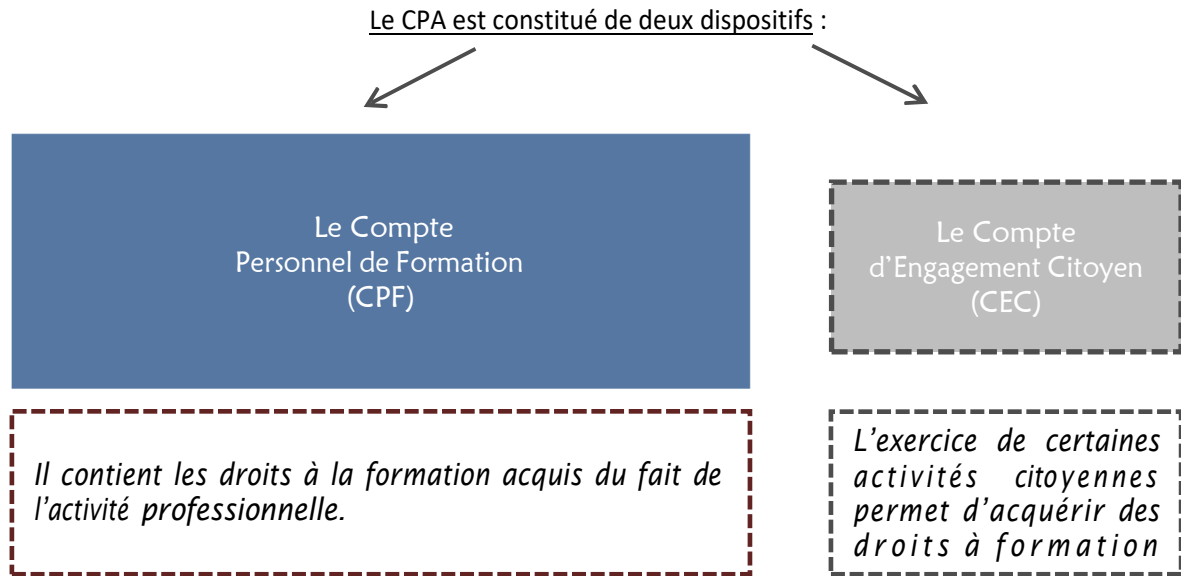 Le CPA est constitué de deux dispositifs :
Le Compte
Personnel de Formation
(CPF)
Le Compte
d'Engagement Citoyen
(CEC)
Il contient les droits à la formation acquis du fait de
l'activité professionnelle.
L'exercice de certaines
activités citoyennes
permet d'acquérir des
droits à formation